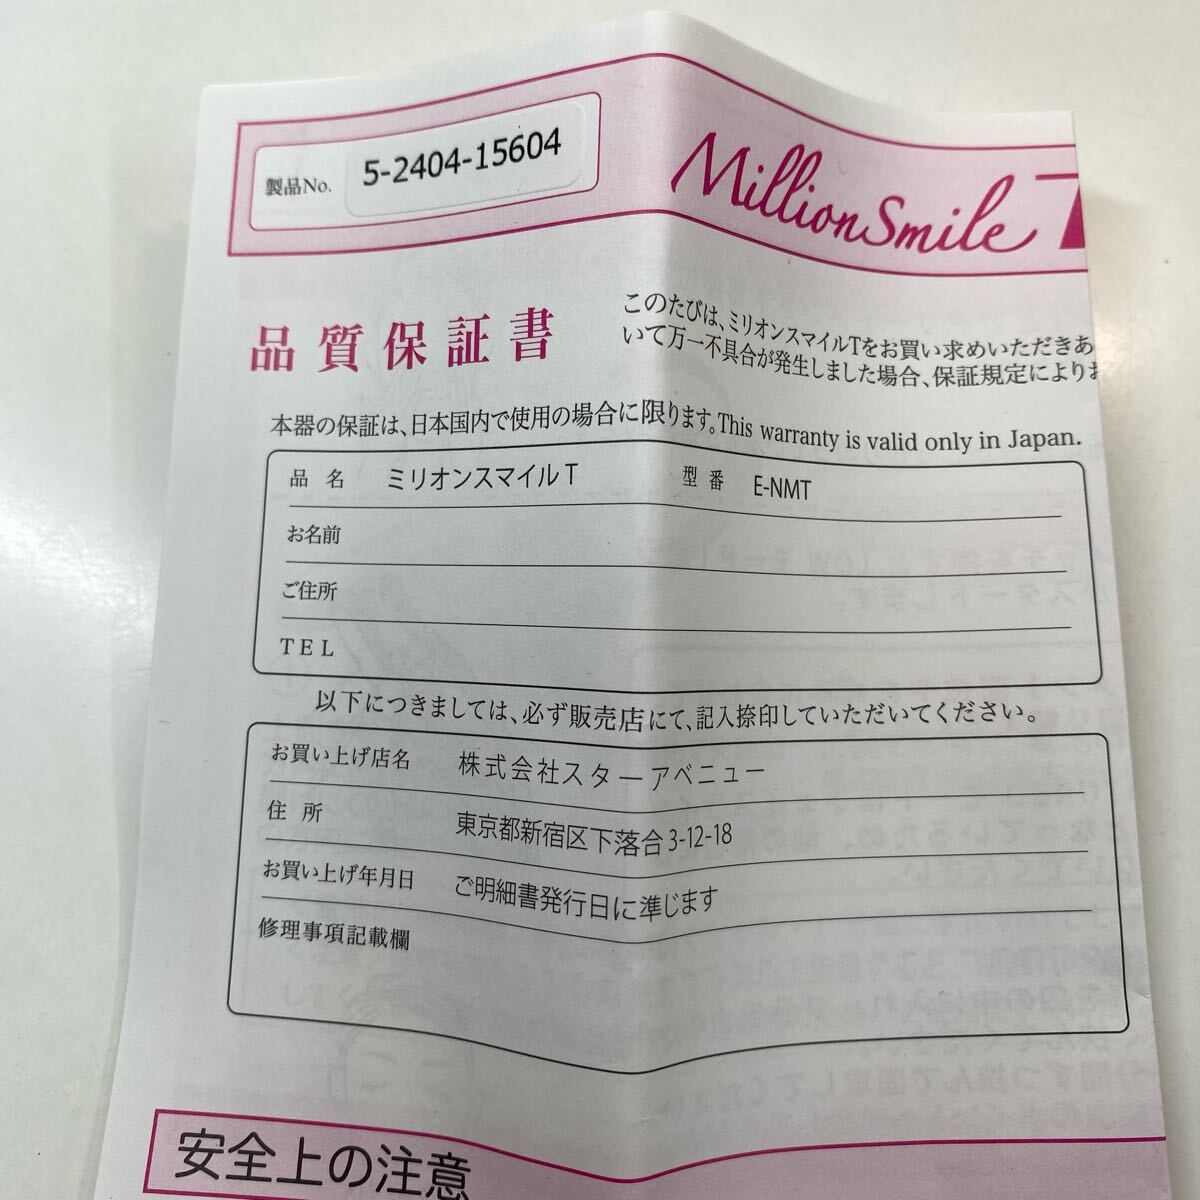 製品No. 5-2404-15604
MillionSmile T
品質保証書
このたびは、ミリオンスマイルTをお買い求めいただきあ
いて万一不具合が発生しました場合、保証規定によりお
本器の保証は、日本国内で使用の場合に限ります。This warranty is valid only in Japan.
品 名 ミリオンスマイルT 型 番 E-NMT
お名前
ご住所
TEL
以下につきましては、必ず販売店にて、記入捺印していただいてください。
お買い上げ店名 株式会社スターアベニュー
住 所 東京都新宿区下落合3-12-18
お買い上げ年月日 ご明細書発行日に準じます
修理事項記載欄
安全上の注意